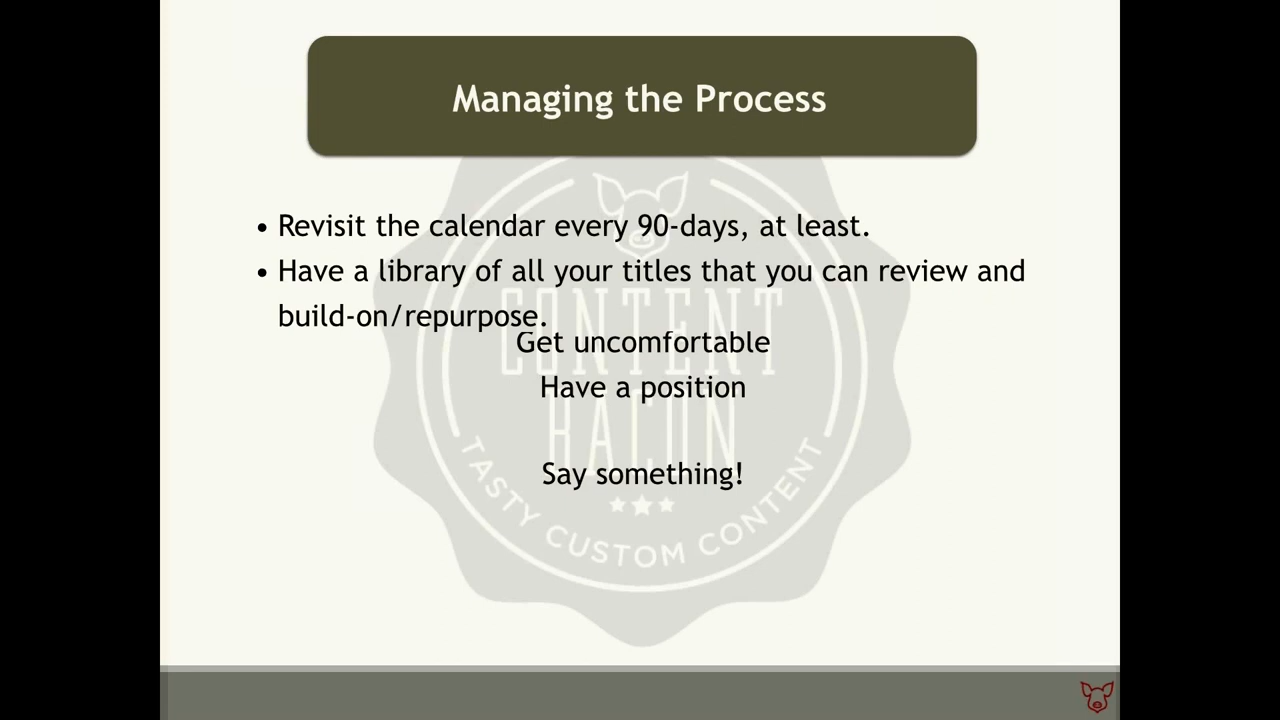 Managing the Process
• Revisit the calendar every 90-days, at least.
• Have a library of all your titles that you can review and
build-on/repurpose.
Get uncomfortable
Have a position
Say something!
CONTENT
BACON
TASTY CUSTOM CONTENT